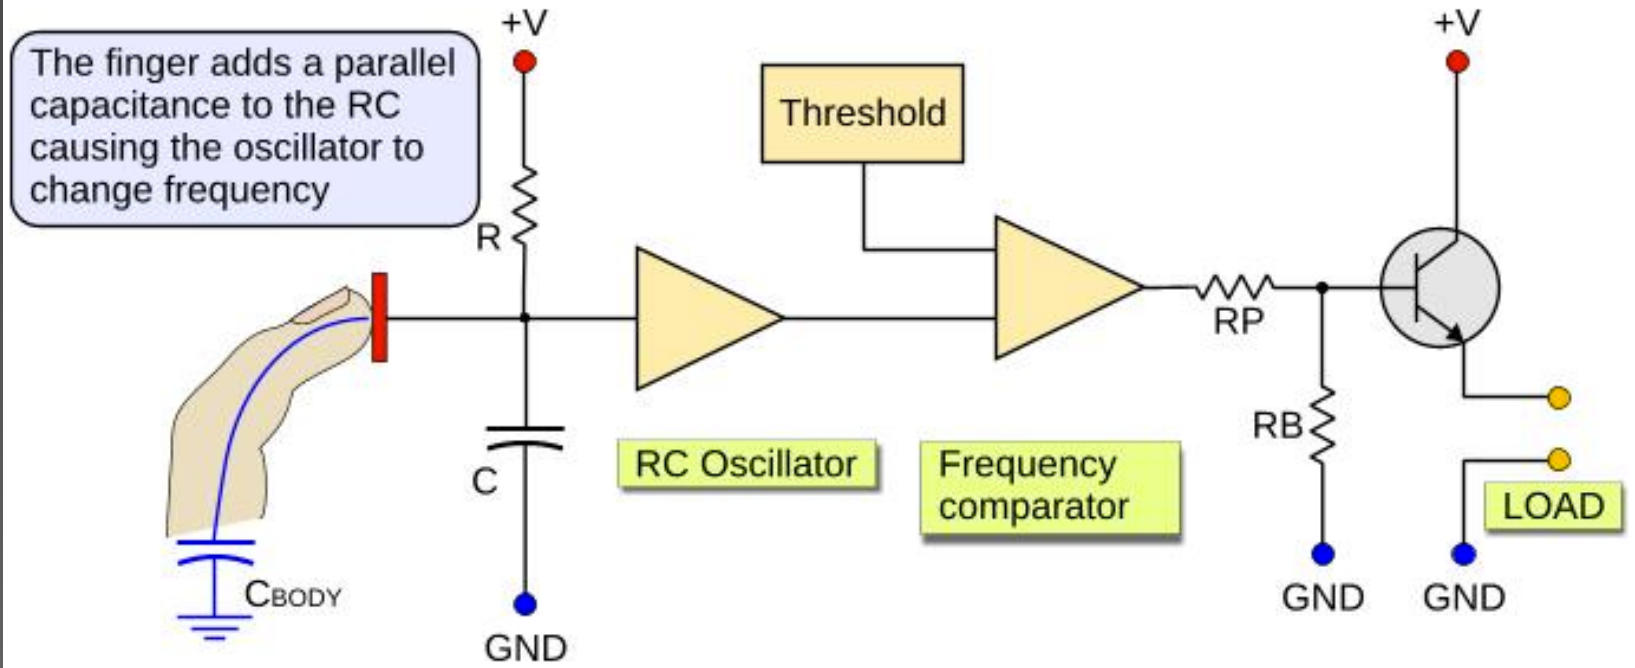 The finger adds a parallel
capacitance to the RC
causing the oscillator to
change frequency
+V
+V
Threshold
R
RP
RB
C
RC Oscillator
Frequency
comparator
LOAD
CBODY
GND
GND
GND